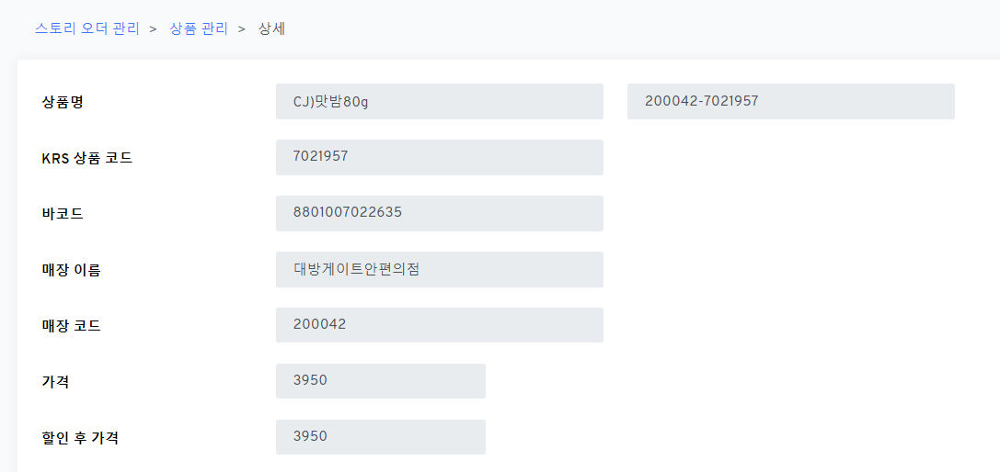 스토리 오더 관리 > 상품 관리 > 상세
상품명 CJ)맛밤80g 200042-7021957
KRS 상품 코드 7021957
바코드 8801007022635
매장 이름 대방게이트안편의점
매장 코드 200042
가격 3950
할인 후 가격 3950